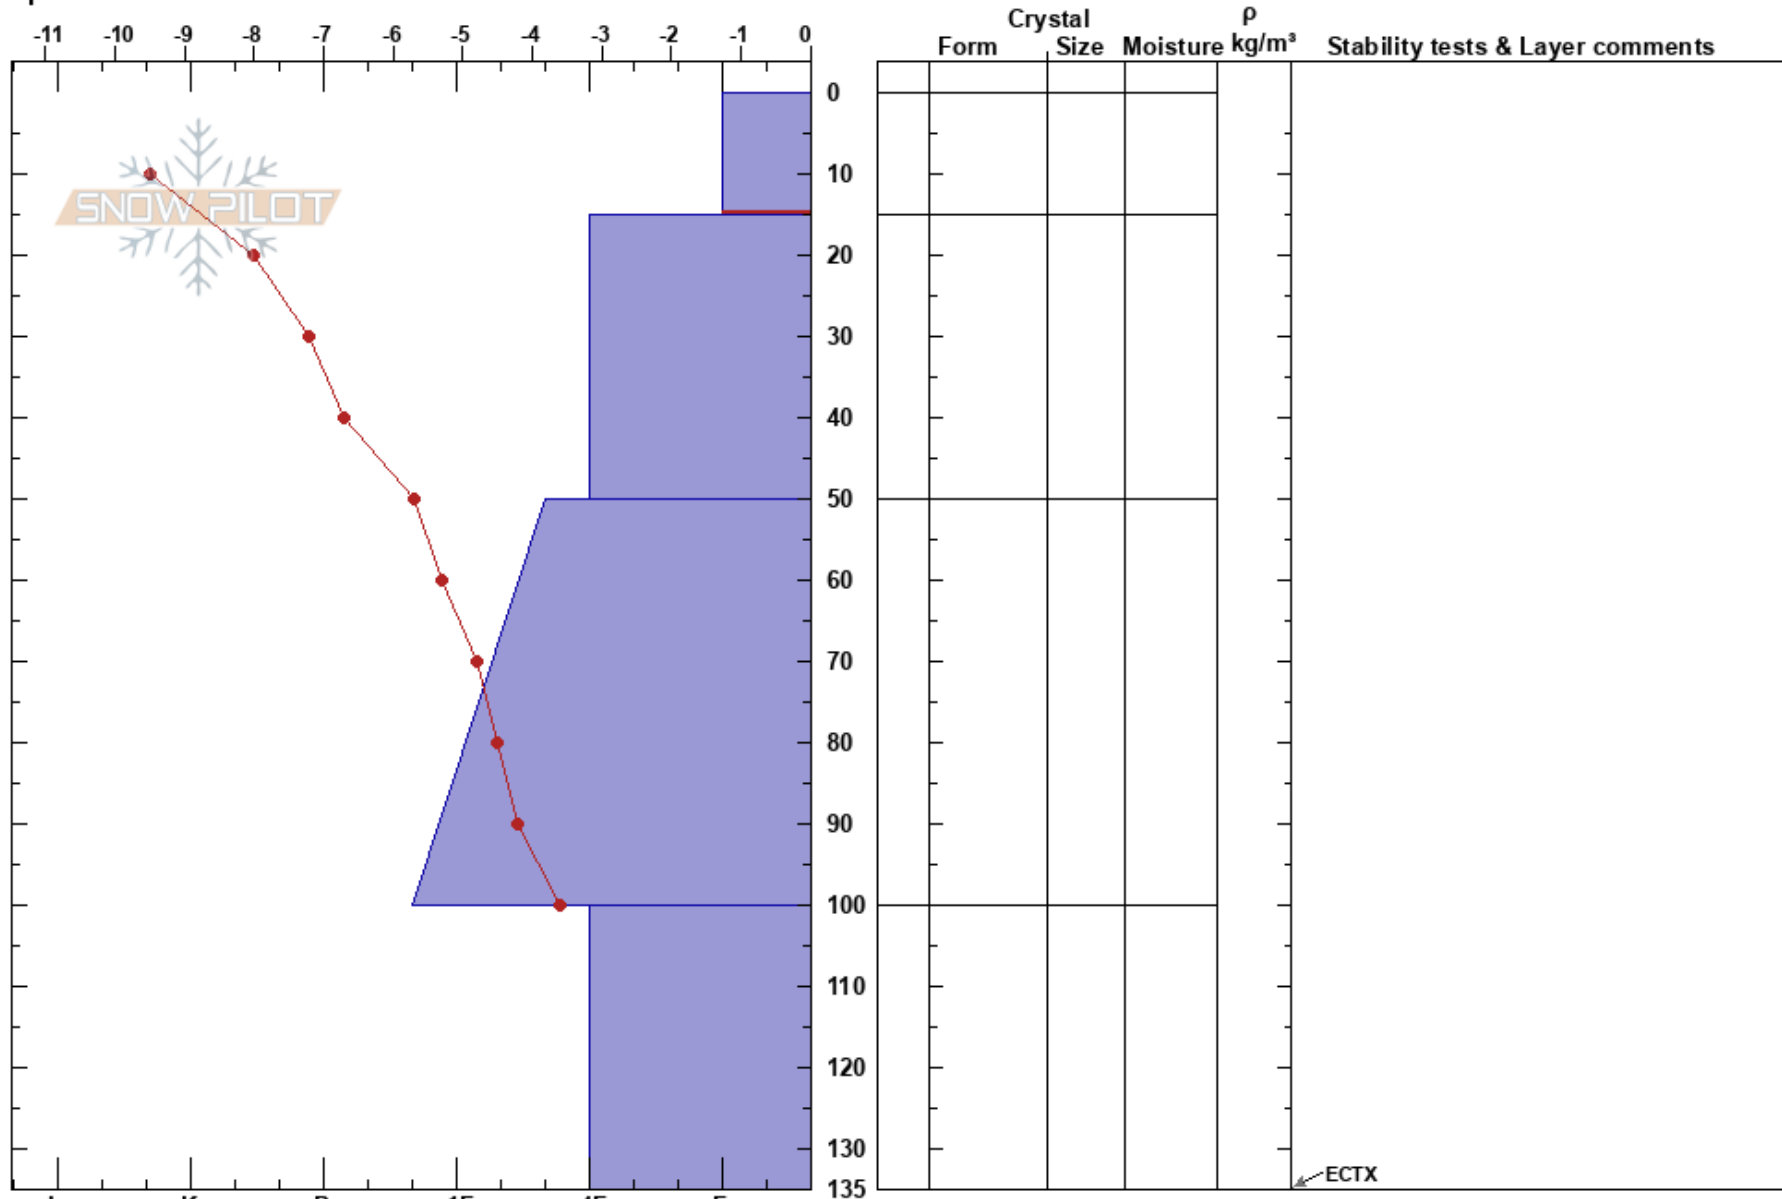 Crystal
ρ
-11 -10 -9 -8 -7 -6 -5 -4 -3 -2 -1 0
Form Size Moisture kg/m³ Stability tests & Layer comments
0
SNOW PILOT
10
20
30
40
50
60
70
80
90
100
110
120
130
ECTX
135